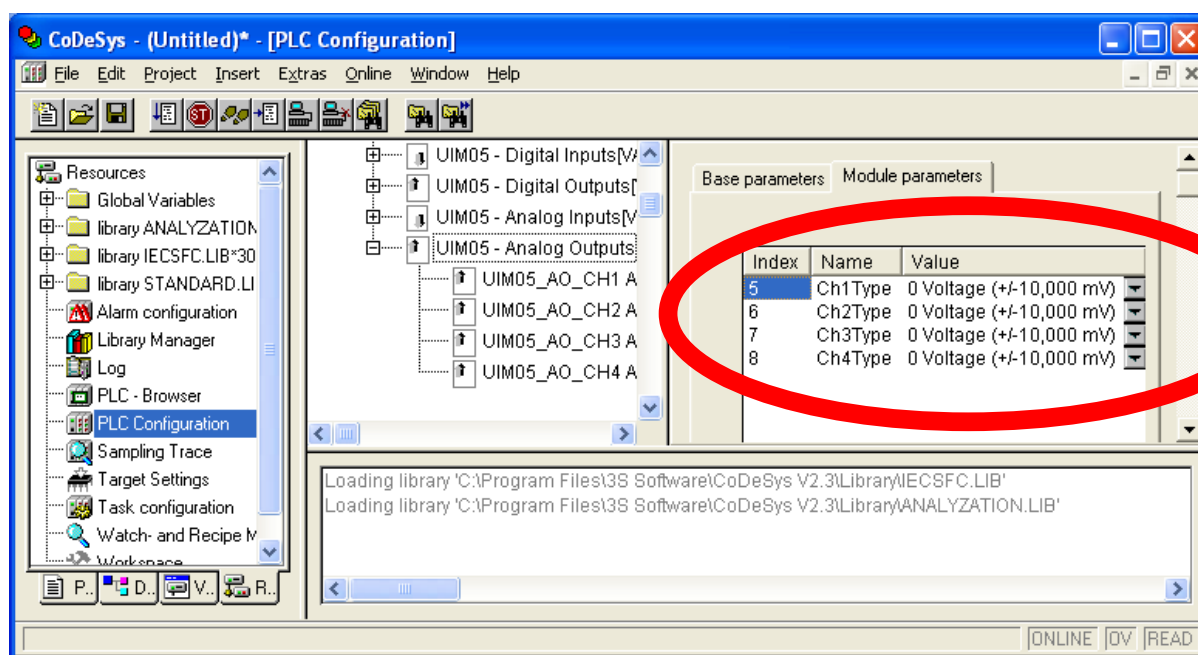 CoDeSys - (Untitled)* - [PLC Configuration]
File Edit Project Insert Extras Online Window Help
ST
Resources
Global Variables
library ANALYZATION
library IECSFC.LIB*30
library STANDARD.LI
Alarm configuration
Library Manager
Log
PLC - Browser
PLC Configuration
Sampling Trace
Target Settings
Task configuration
Watch- and Recipe M
Workspace
P.. D.. V.. R..
UIM05 - Digital Inputs[VA
UIM05 - Digital Outputs[
UIM05 - Analog Inputs[V
UIM05 - Analog Outputs
UIM05_AO_CH1 A
UIM05_AO_CH2 A
UIM05_AO_CH3 A
UIM05_AO_CH4 A
Base parameters Module parameters
Index Name Value
5 Ch1Type 0 Voltage (+/-10,000 mV)
6 Ch2Type 0 Voltage (+/-10,000 mV)
7 Ch3Type 0 Voltage (+/-10,000 mV)
8 Ch4Type 0 Voltage (+/-10,000 mV)
Loading library 'C:\Program Files\3S Software\CoDeSys V2.3\Library\IECSFC.LIB'
Loading library 'C:\Program Files\3S Software\CoDeSys V2.3\Library\ANALYZATION.LIB'
ONLINE OV READ